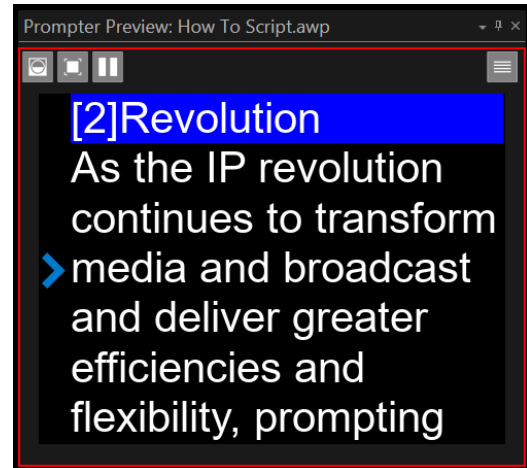 Prompter Preview: How To Script.awp
[2]Revolution
As the IP revolution
continues to transform
media and broadcast
and deliver greater
efficiencies and
flexibility, prompting